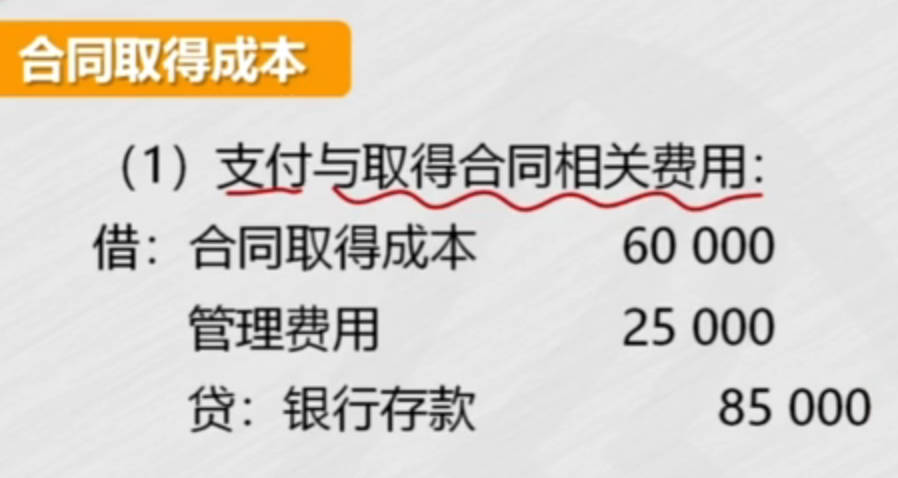 合同取得成本
（1）支付与取得合同相关费用：
借：合同取得成本 60 000
管理费用 25 000
贷：银行存款 85 000